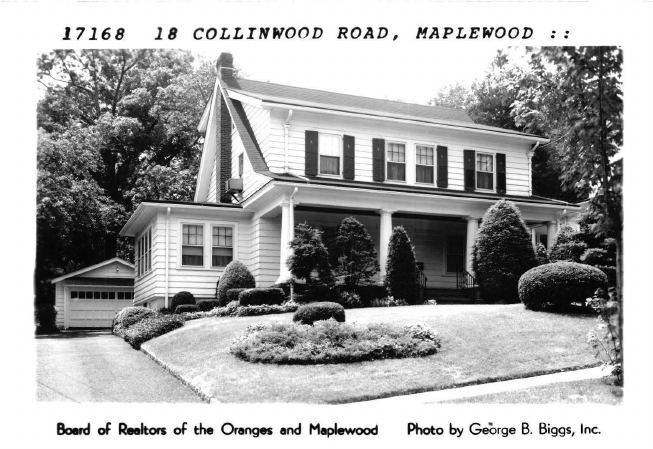 17168 18 COLLINWOOD ROAD, MAPLEWOOD ::
Board of Realtors of the Oranges and Maplewood Photo by George B. Biggs, Inc.